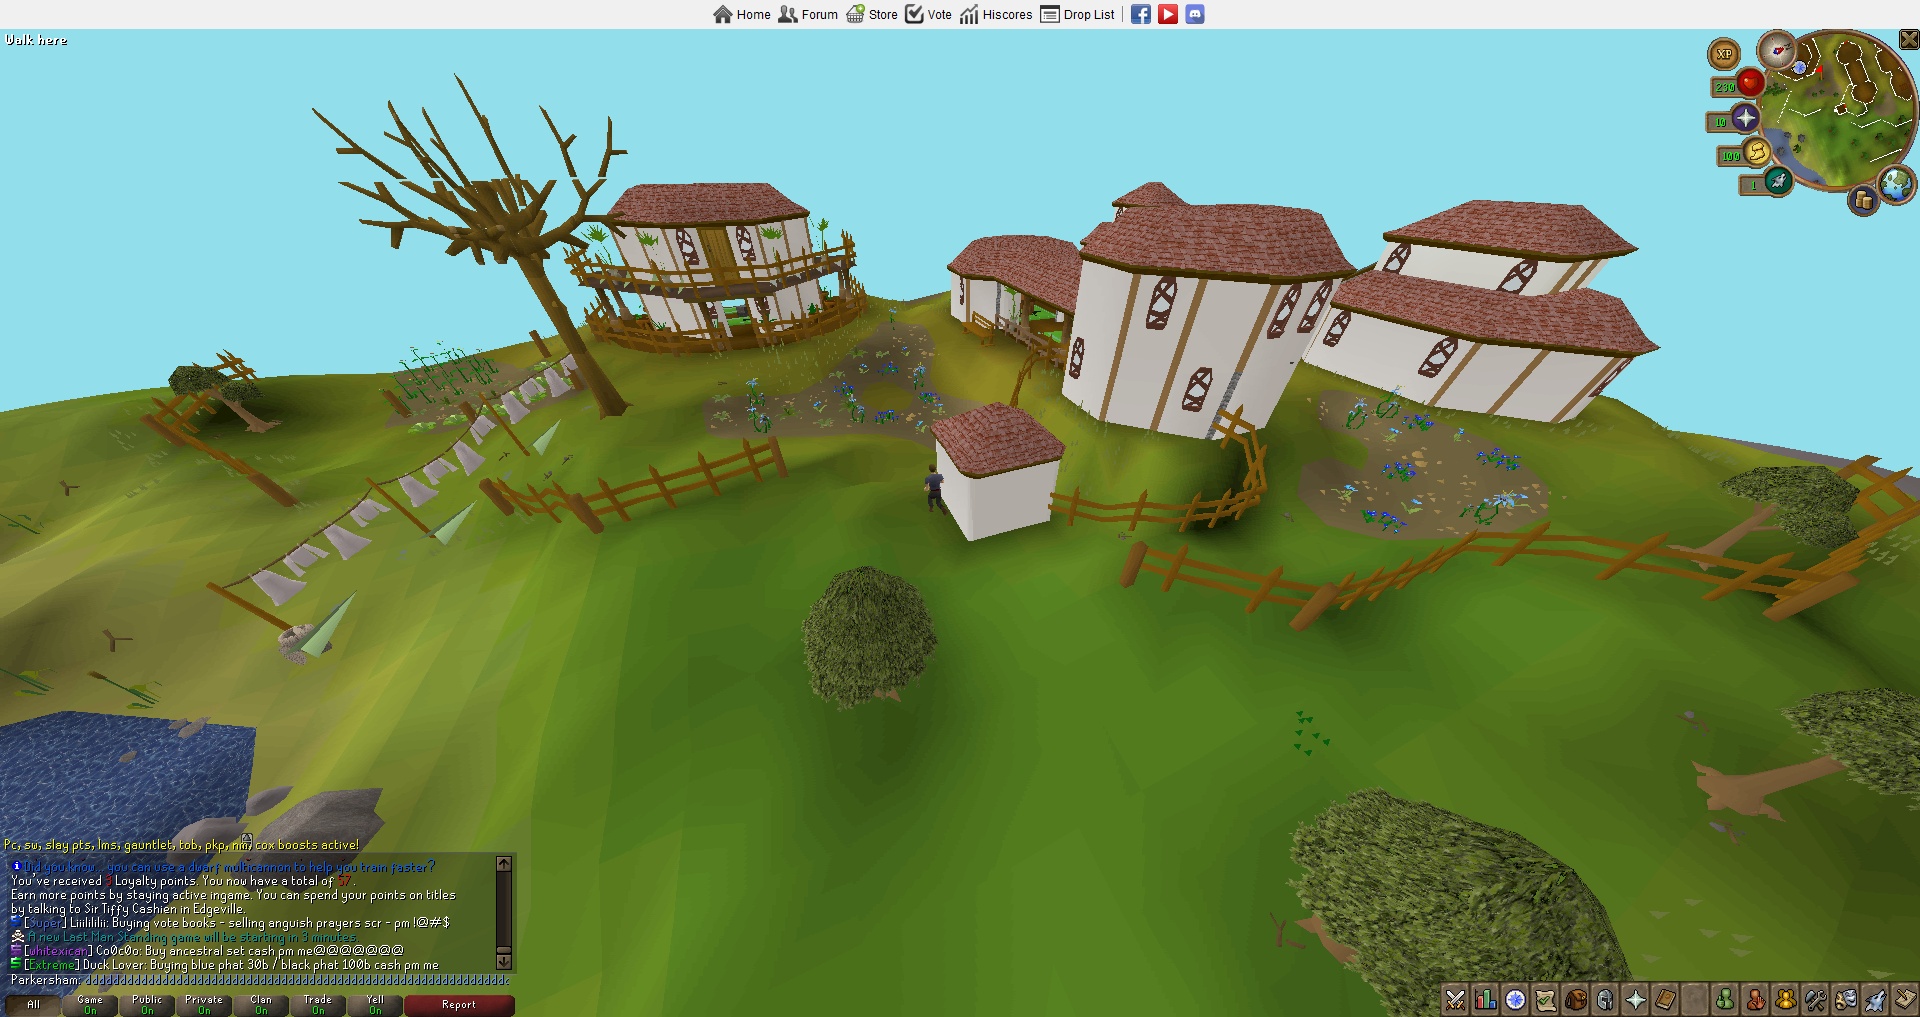 Home Forum Store Vote Hiscores Drop List
Walk here
XP
230
10
100
1
Pc, sw, slay pts, lms, gauntlet, tob, pkp, nm, cox boosts active!
Did you know... you can use a dwarf multicannon to help you train faster?
You've received 3 Loyalty points. You now have a total of 57.
Earn more points by staying active ingame. You can spend your points on titles
by talking to Sir Tiffy Cashien in Edgeville.
[Super] Liiililili: Buying vote books - selling anguish prayers scr - pm !@#$
A new Last Man Standing game will be starting in 3 minutes.
[whitexican] Co0c0o: Buy ancestral set cash pm me@@@@@@@
[Extreme] Duck Lover: Buying blue phat 30b / black phat 100b cash pm me
Parkersham:
All Game On Public On Private On Clan On Trade On Yell On Report